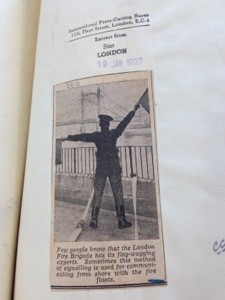 International Press-Cutting Bureau
110, Fleet Street, London, E.C.4
Extract from
Star
LONDON
19 JAN 1937
Few people know that the London
Fire Brigade has its flag-wagging
experts. Sometimes this method
of signalling is used for communi-
cating from shore with the fire
floats.